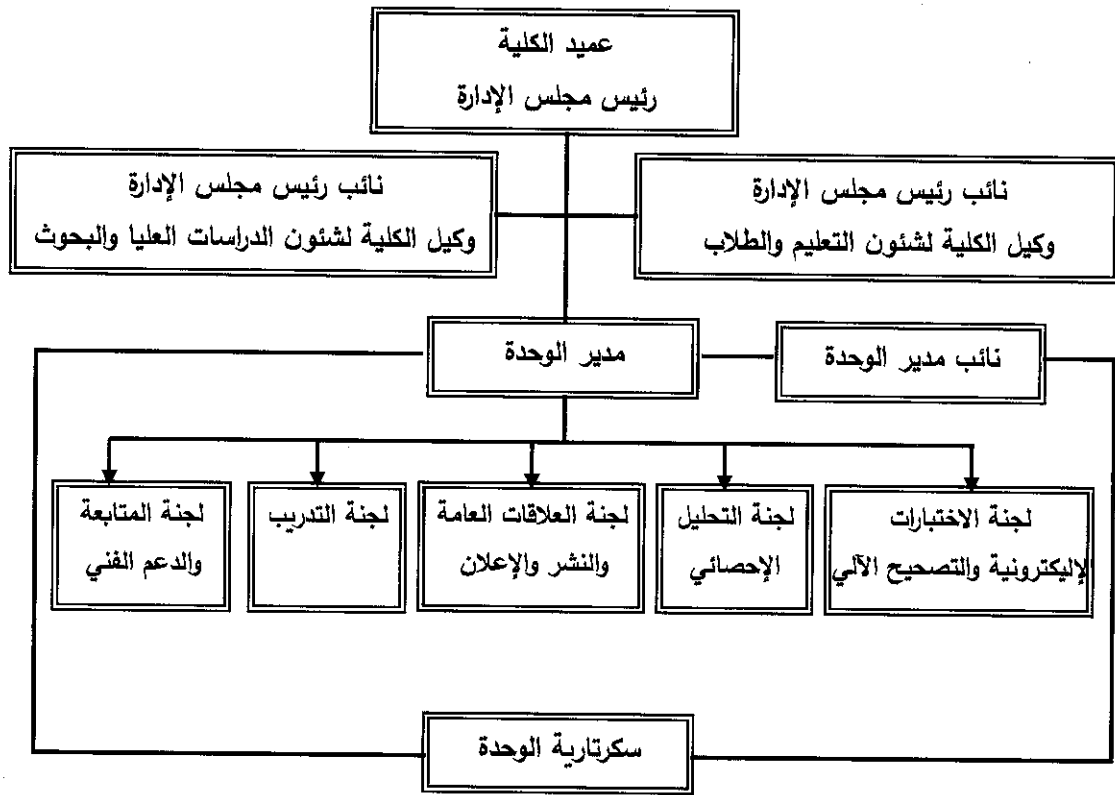 عميد الكلية
رئيس مجلس الإدارة
نائب رئيس مجلس الإدارة
وكيل الكلية لشئون التعليم والطلاب
نائب رئيس مجلس الإدارة
وكيل الكلية لشئون الدراسات العليا والبحوث
نائب مدير الوحدة
مدير الوحدة
لجنة الاختبارات
الإليكترونية والتصحيح الآلي
لجنة التحليل
الإحصائي
لجنة العلاقات العامة
والنشر والإعلان
لجنة التدريب
لجنة المتابعة
والدعم الفني
سكرتارية الوحدة